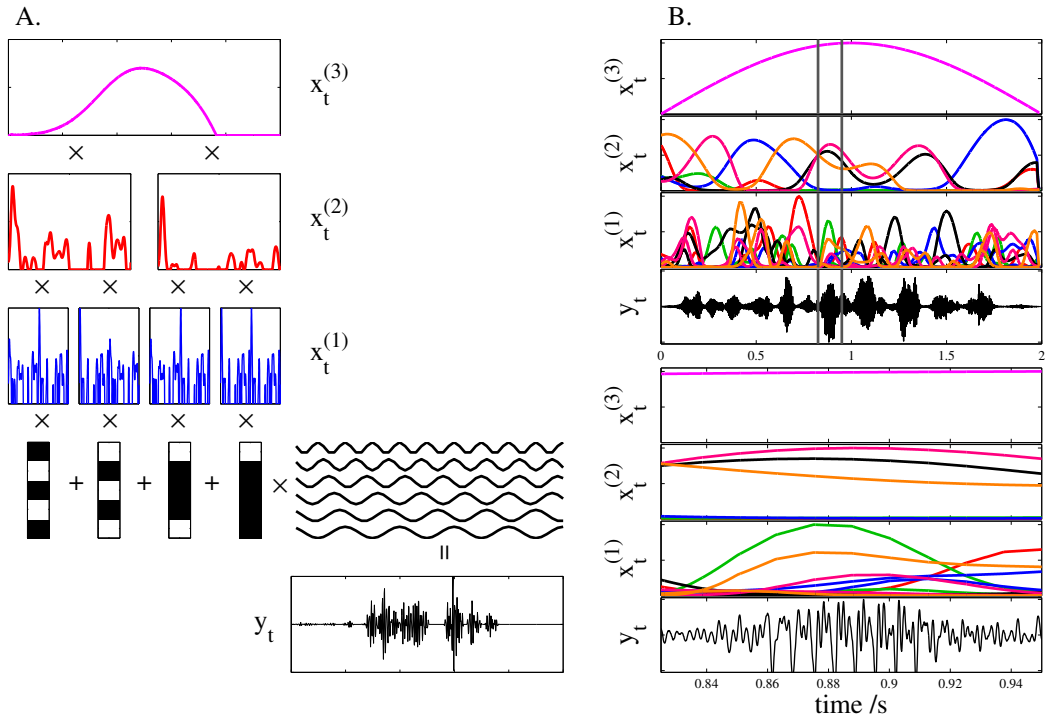 A.
x_t^(3)
× ×
x_t^(2)
× × × ×
x_t^(1)
× × × ×
+ + + ×
=
y_t
B.
x_t^(3)
x_t^(2)
x_t^(1)
y_t
0 0.5 1 1.5 2
x_t^(3)
x_t^(2)
x_t^(1)
y_t
0.84 0.86 0.88 0.9 0.92 0.94
time /s